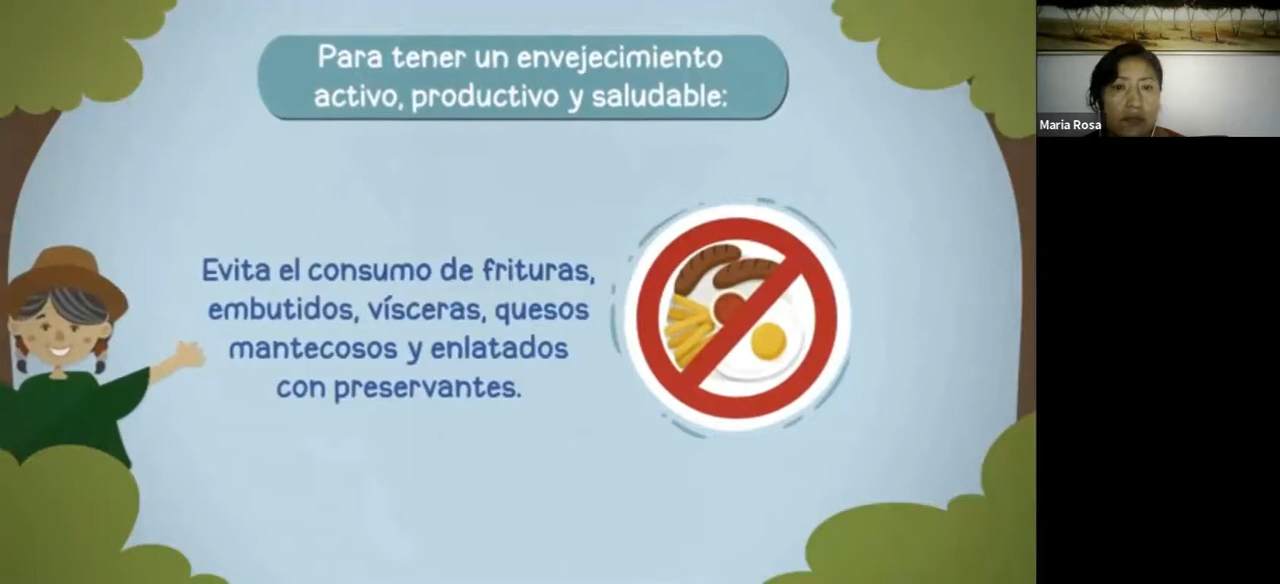 Para tener un envejecimiento
activo, productivo y saludable:
Evita el consumo de frituras,
embutidos, vísceras, quesos
mantecosos y enlatados
con preservantes.
Maria Rosa